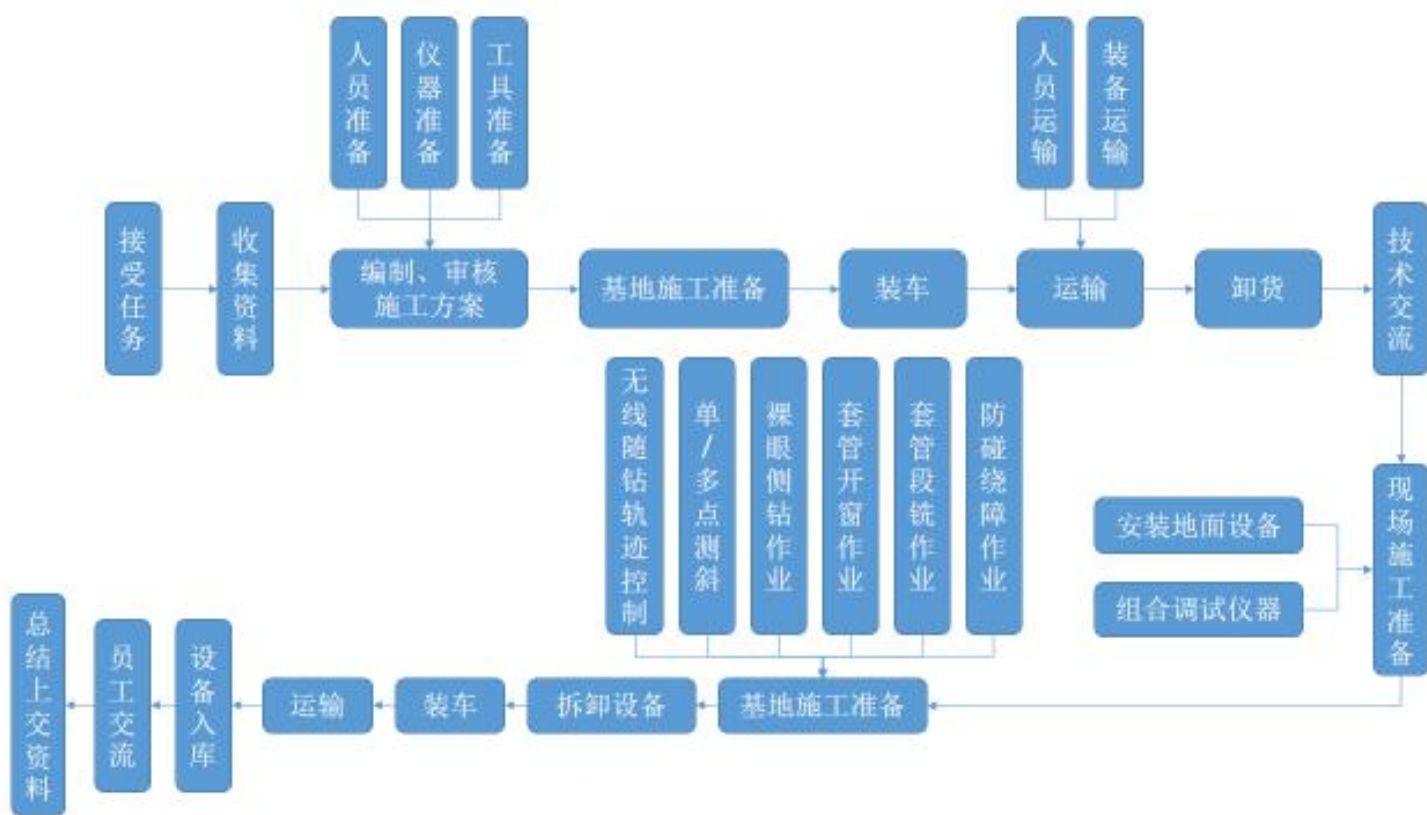 人员准备
仪器准备
工具准备
人员运输
装备运输
接受任务
收集资料
编制、审核
施工方案
基地施工准备
装车
运输
卸货
技术交流
无线随钻轨迹控制
单/多点测斜
裸眼侧钻作业
套管开窗作业
套管段铣作业
防碰绕障作业
安装地面设备
组合调试仪器
现场施工准备
总结上交资料
员工交流
设备入库
运输
装车
拆卸设备
基地施工准备